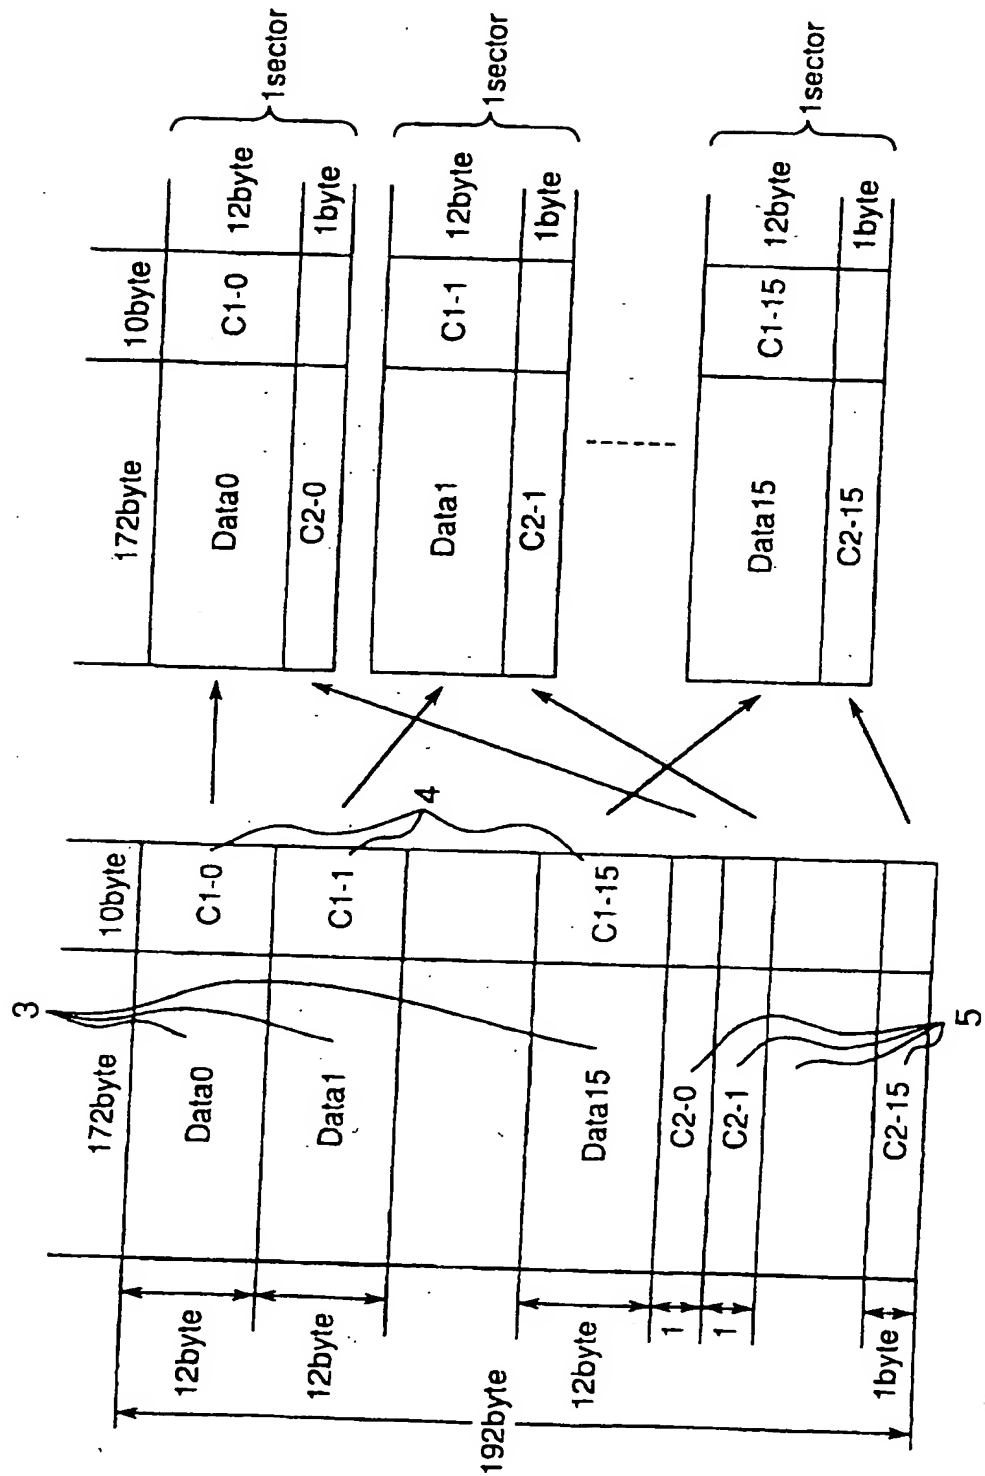 3
172byte
10byte
Data0
C1-0
12byte
Data1
C1-1
12byte
4
192byte
Data15
C1-15
12byte
C2-0
1
C2-1
1
C2-15
1byte
5
172byte
10byte
Data0
C1-0
12byte
1sector
C2-0
1byte
Data1
C1-1
12byte
1sector
C2-1
1byte
Data15
C1-15
12byte
1sector
C2-15
1byte